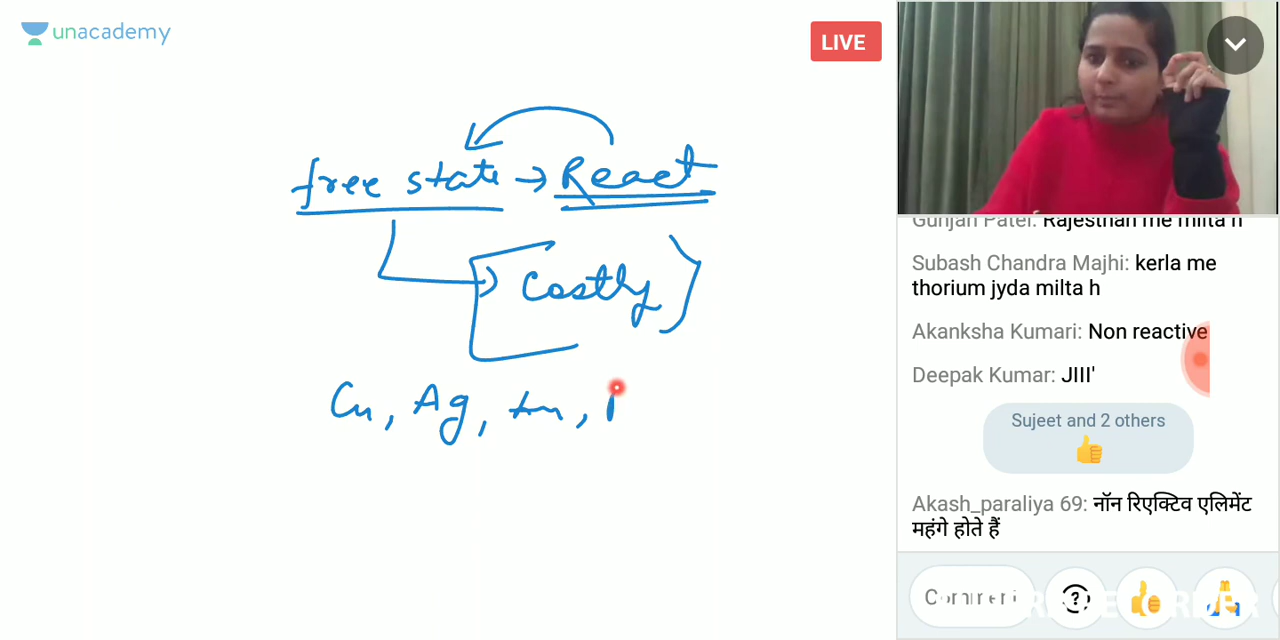 unacademy
LIVE
free state → React
Costly
Cu, Ag,
Gunjan Patel: Rajesthan me milta h
Subash Chandra Majhi: kerla me
thorium jyda milta h
Akanksha Kumari: Non reactive
Deepak Kumar: JIII'
Sujeet and 2 others
Akash_paraliya 69: नॉन रिएक्टिव एलिमेंट
महंगे होते हैं
Comment